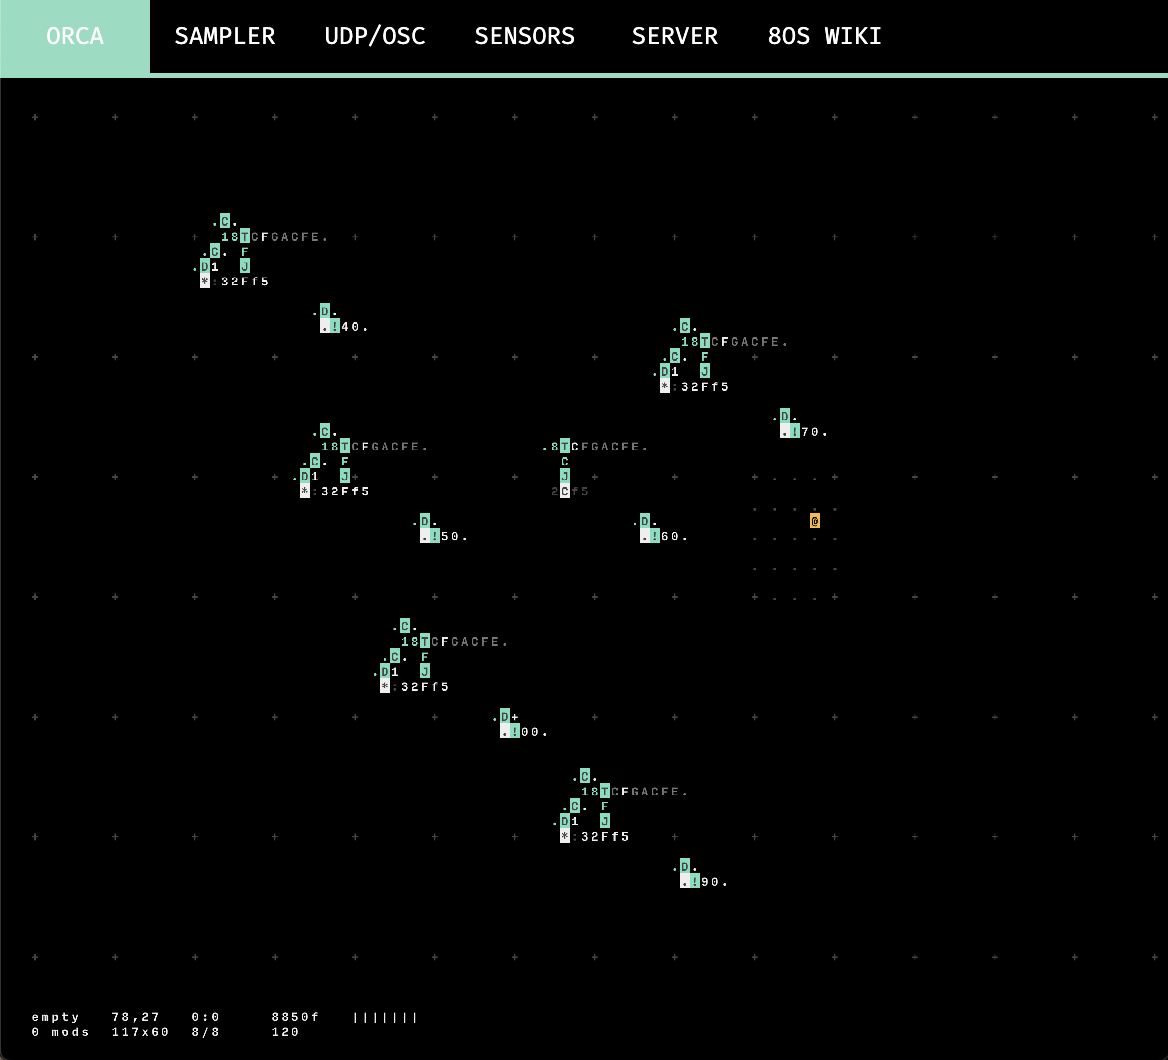 ORCA SAMPLER UDP/OSC SENSORS SERVER 8OS WIKI
.C.
18TCFGACFE.
.C. F
.D1 J
*:32Ff5
.D.
.!40.
.C.
18TCFGACFE.
.C. F
.D1 J
*:32Ff5
.D.
.!70.
.C.
18TCFGACFE.
.C. F
.D1 J
*:32Ff5
.8TCFGACFE.
C
J
2Cf5
.D.
.!50.
.D.
.!60.
@
.C.
18TCFGACFE.
.C. F
.D1 J
*:32Ff5
.D+
.!00.
.C.
18TCFGACFE.
.C. F
.D1 J
*:32Ff5
.D.
.!90.
empty 78,27 0:0 8850f |||||||
0 mods 117x60 8/8 120